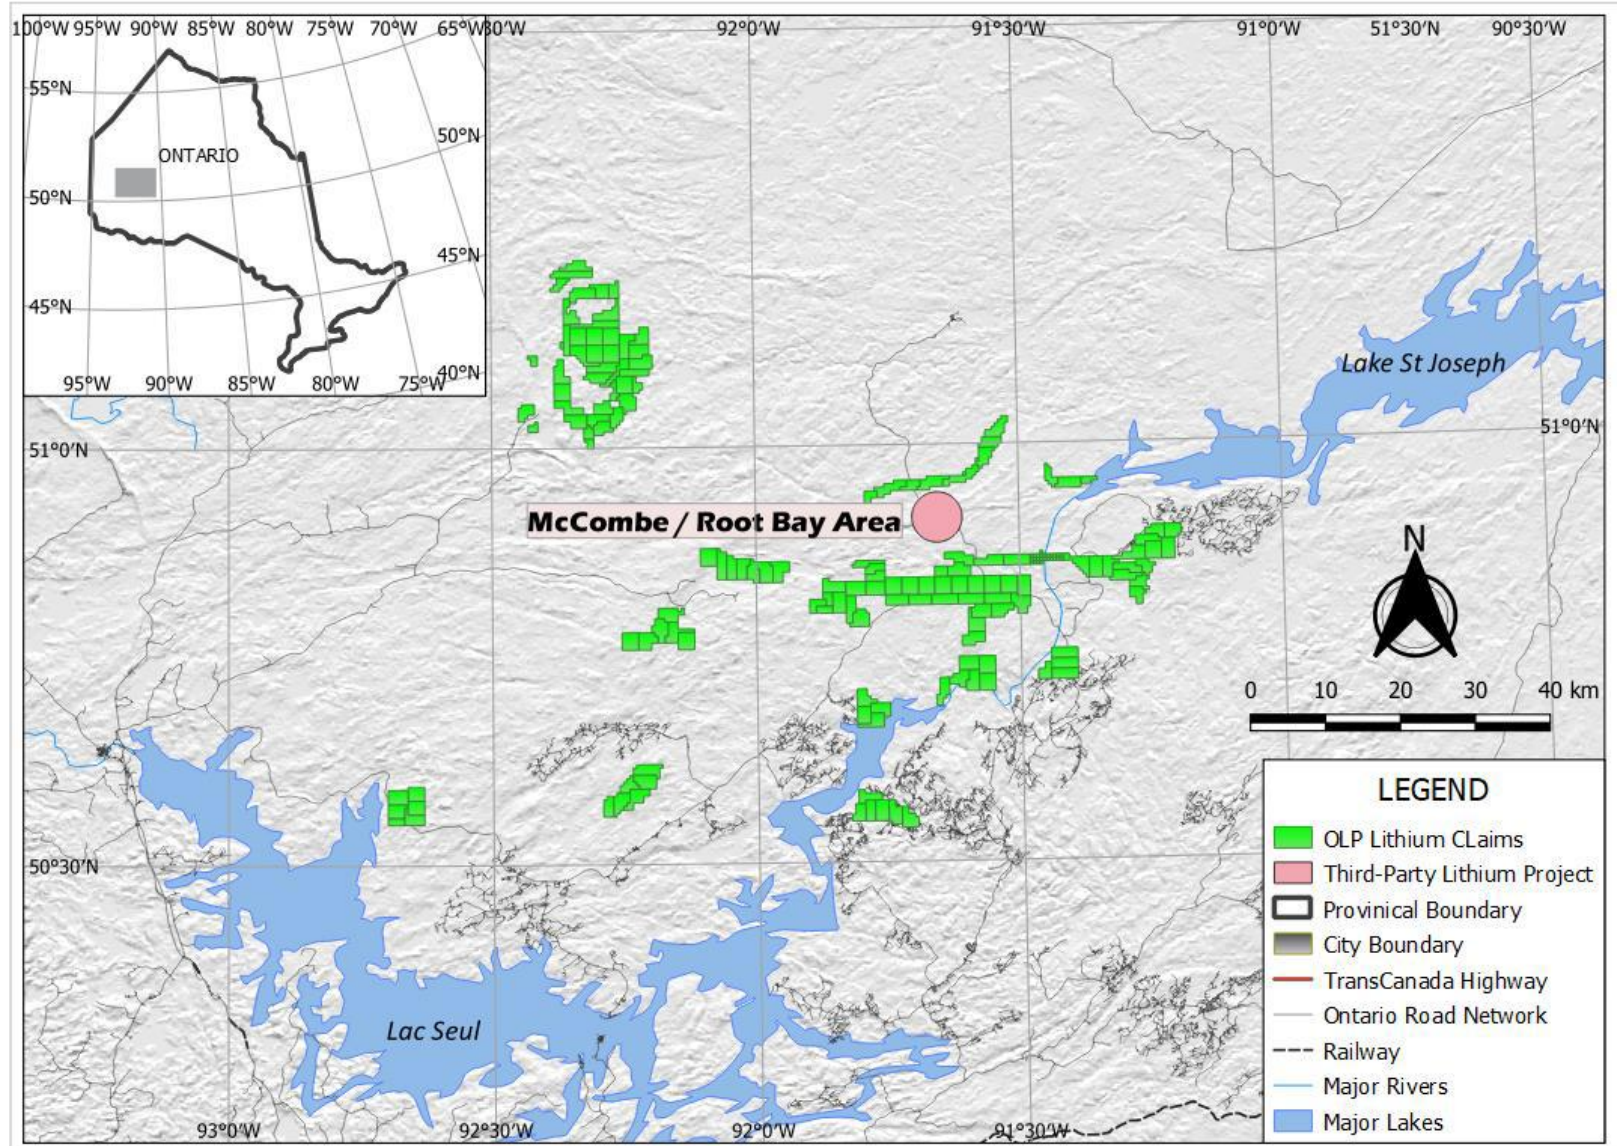 100°W 95°W 90°W 85°W 80°W 75°W 70°W 65°W
55°N
50°N
50°N
ONTARIO
45°N
45°N
40°N
95°W 90°W 85°W 80°W 75°W
92°0'W 91°30'W 91°0'W 51°30'N 90°30'W
Lake St Joseph
51°0'N
51°0'N
McCombe / Root Bay Area
N
0 10 20 30 40 km
50°30'N
Lac Seul
93°0'W 92°30'W 92°0'W 91°30'W
LEGEND
OLP Lithium CLaims
Third-Party Lithium Project
Provinical Boundary
City Boundary
TransCanada Highway
Ontario Road Network
Railway
Major Rivers
Major Lakes